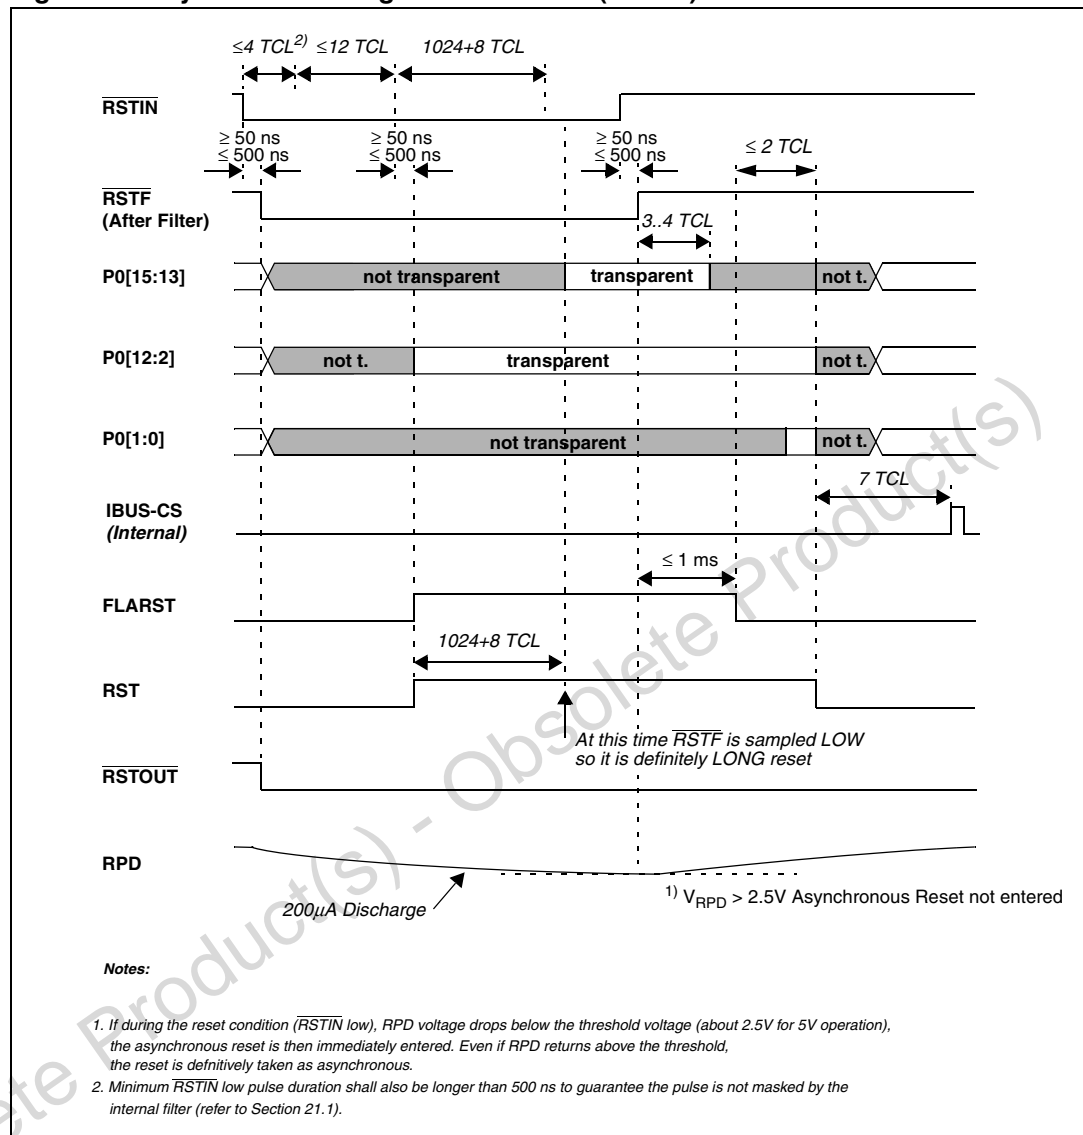 ≤4 TCL2) ≤12 TCL 1024+8 TCL
RSTIN
≥ 50 ns ≥ 50 ns ≥ 50 ns
≤ 500 ns ≤ 500 ns ≤ 500 ns
≤ 2 TCL
RSTF
(After Filter)
3..4 TCL
P0[15:13] not transparent transparent not t.
P0[12:2] not t. transparent not t.
P0[1:0] not transparent not t.
7 TCL
IBUS-CS
(Internal)
≤ 1 ms
FLARST
1024+8 TCL
RST
At this time RSTF is sampled LOW
so it is definitely LONG reset
RSTOUT
RPD
200μA Discharge
1) VRPD > 2.5V Asynchronous Reset not entered
Notes:
1. If during the reset condition (RSTIN low), RPD voltage drops below the threshold voltage (about 2.5V for 5V operation),
the asynchronous reset is then immediately entered. Even if RPD returns above the threshold,
the reset is defnitively taken as asynchronous.
2. Minimum RSTIN low pulse duration shall also be longer than 500 ns to guarantee the pulse is not masked by the
internal filter (refer to Section 21.1).
ete Product(s) - Obsolete Product(s)